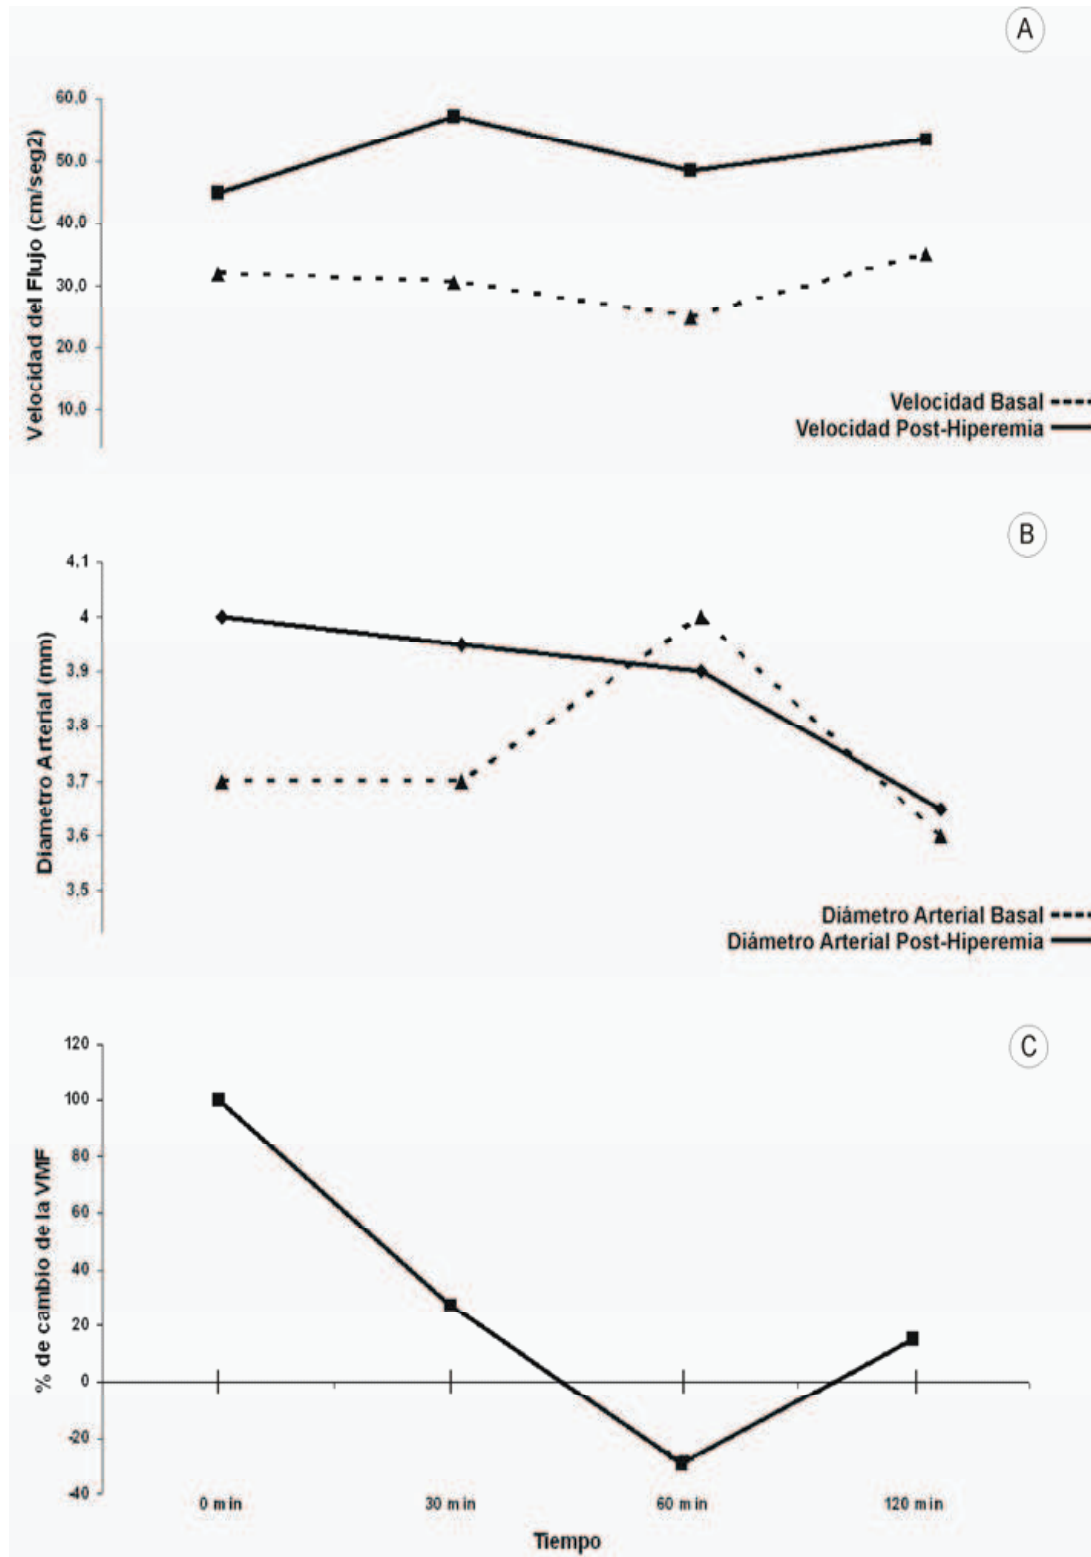 A
Velocidad del Flujo (cm/seg2)
60.0
50.0
40.0
30.0
20.0
10.0
Velocidad Basal
Velocidad Post-Hiperemia
B
Diametro Arterial (mm)
4,1
4
3,9
3,8
3,7
3,6
3,5
Diámetro Arterial Basal
Diámetro Arterial Post-Hiperemia
C
% de cambio de la VMF
120
100
80
60
40
20
0
-20
-40
0 min 30 min 60 min 120 min
Tiempo